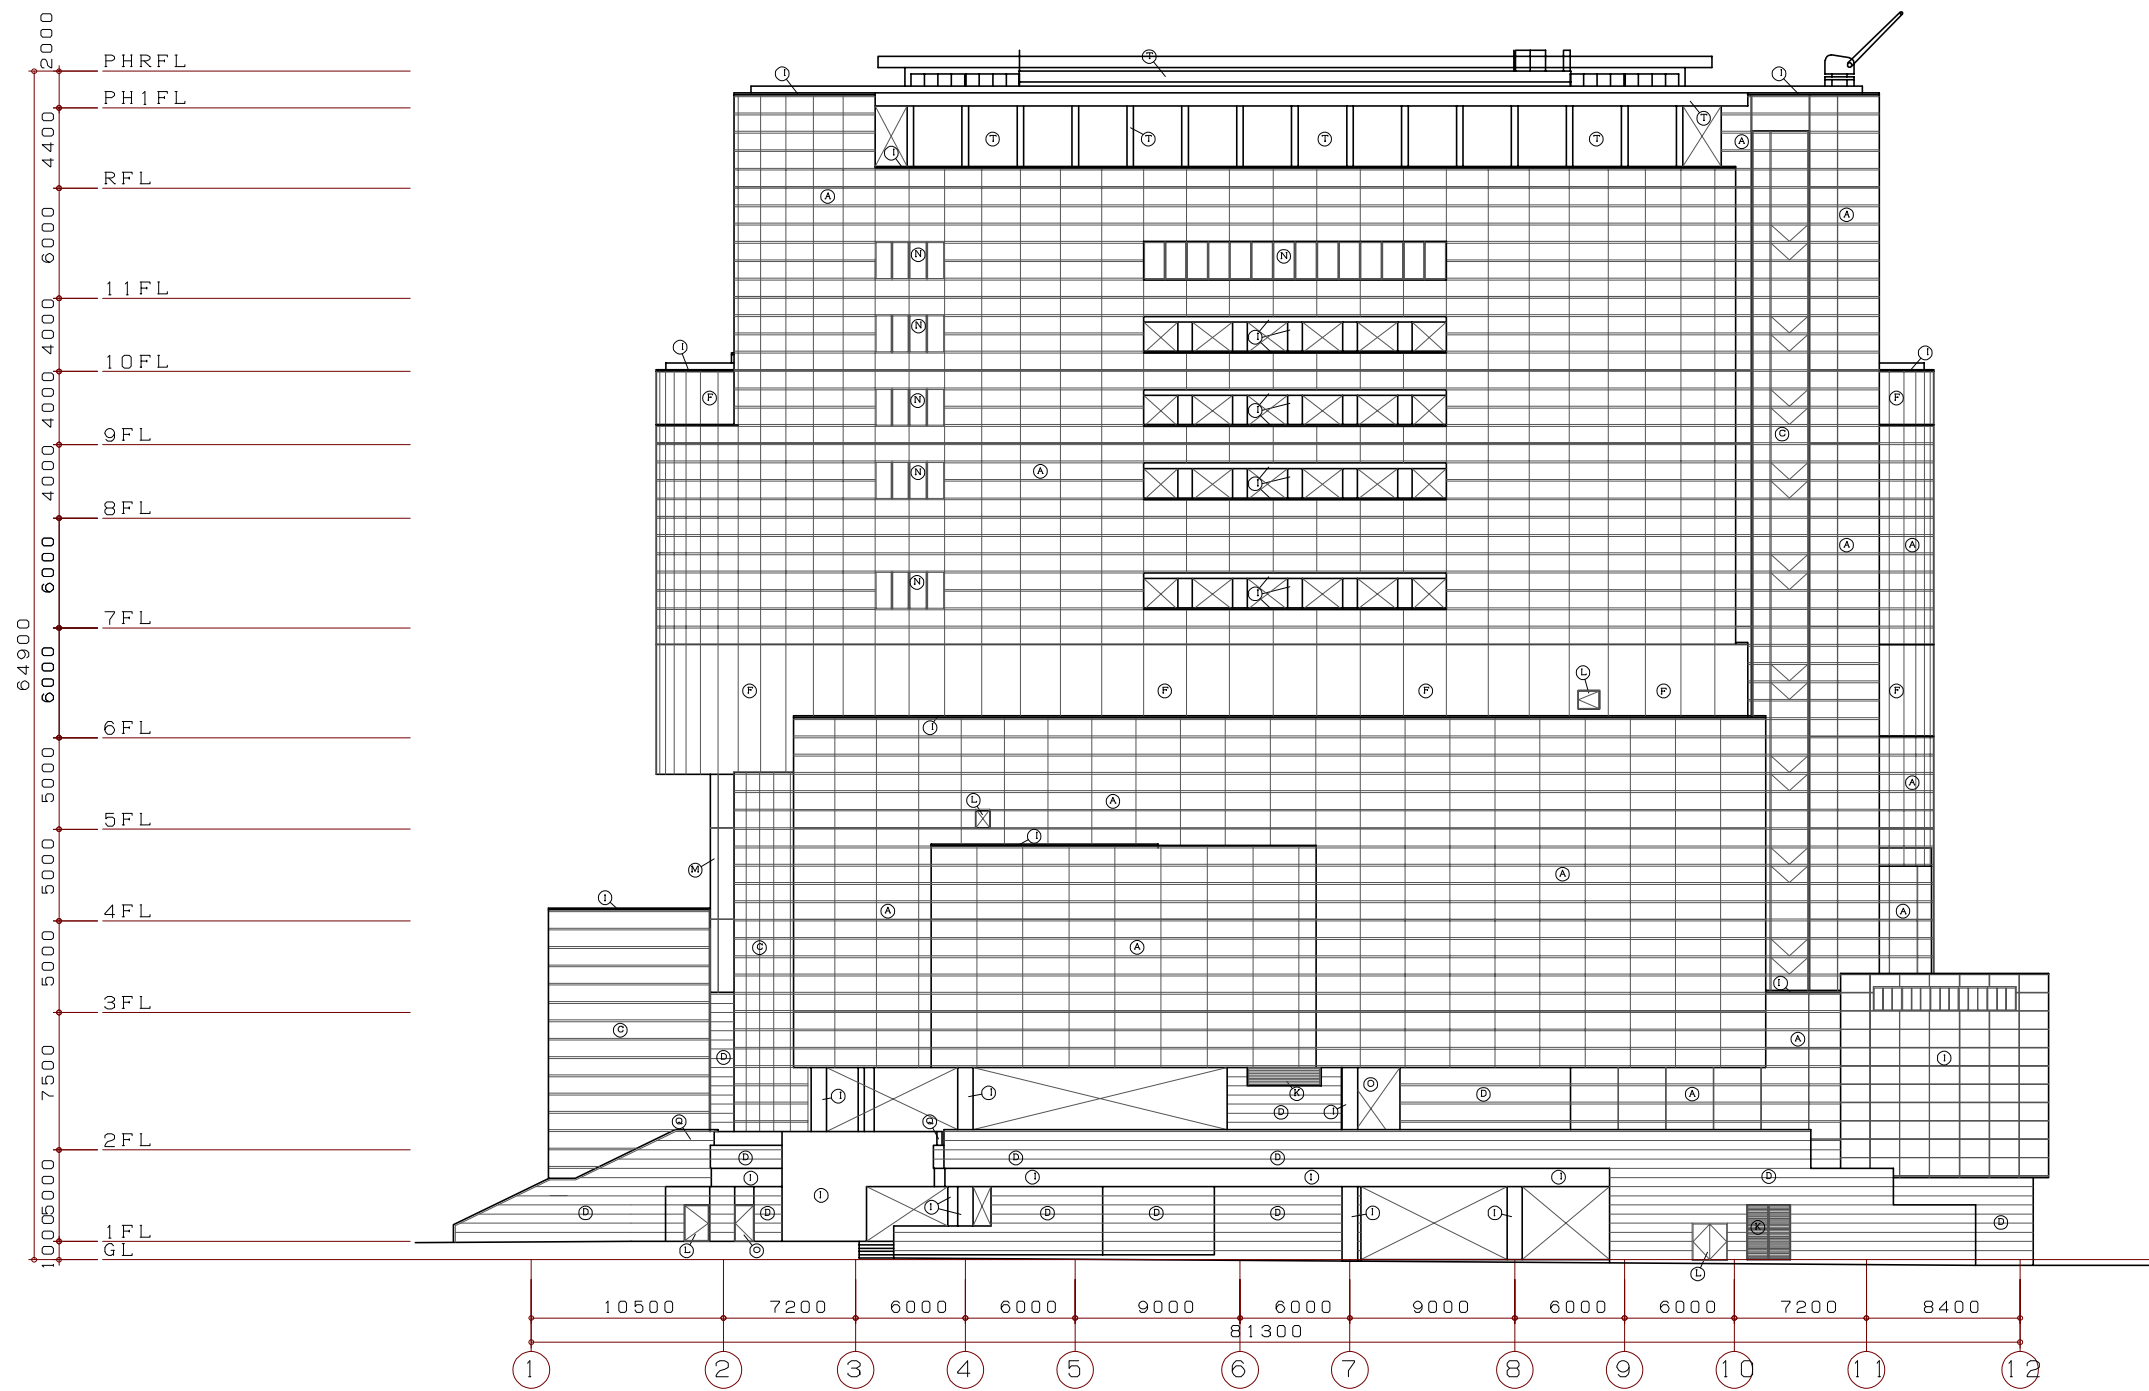 2000
PHRFL
PH1FL
4400
RFL
6000
11FL
4000
10FL
4000
9FL
4000
8FL
6000
7FL
64900
6000
6FL
5000
5FL
5000
4FL
5000
3FL
7500
2FL
5000
1FL
1000
GL
T
I
I
T
T
T
T
T
I
A
A
A
N
N
N
I
I
I
N
I
F
F
N
I
C
A
N
I
A
A
N
I
L
F
F
F
F
F
I
A
L
A
I
M
A
I
A
A
C
A
I
C
A
D
I
O
I
I
K
D
I
D
A
Q
Q
D
D
D
I
I
I
I
D
I
D
D
I
D
D
D
I
I
K
D
L
O
L
10500 7200 6000 6000 9000 6000 9000 6000 6000 7200 8400
81300
1 2 3 4 5 6 7 8 9 10 11 12